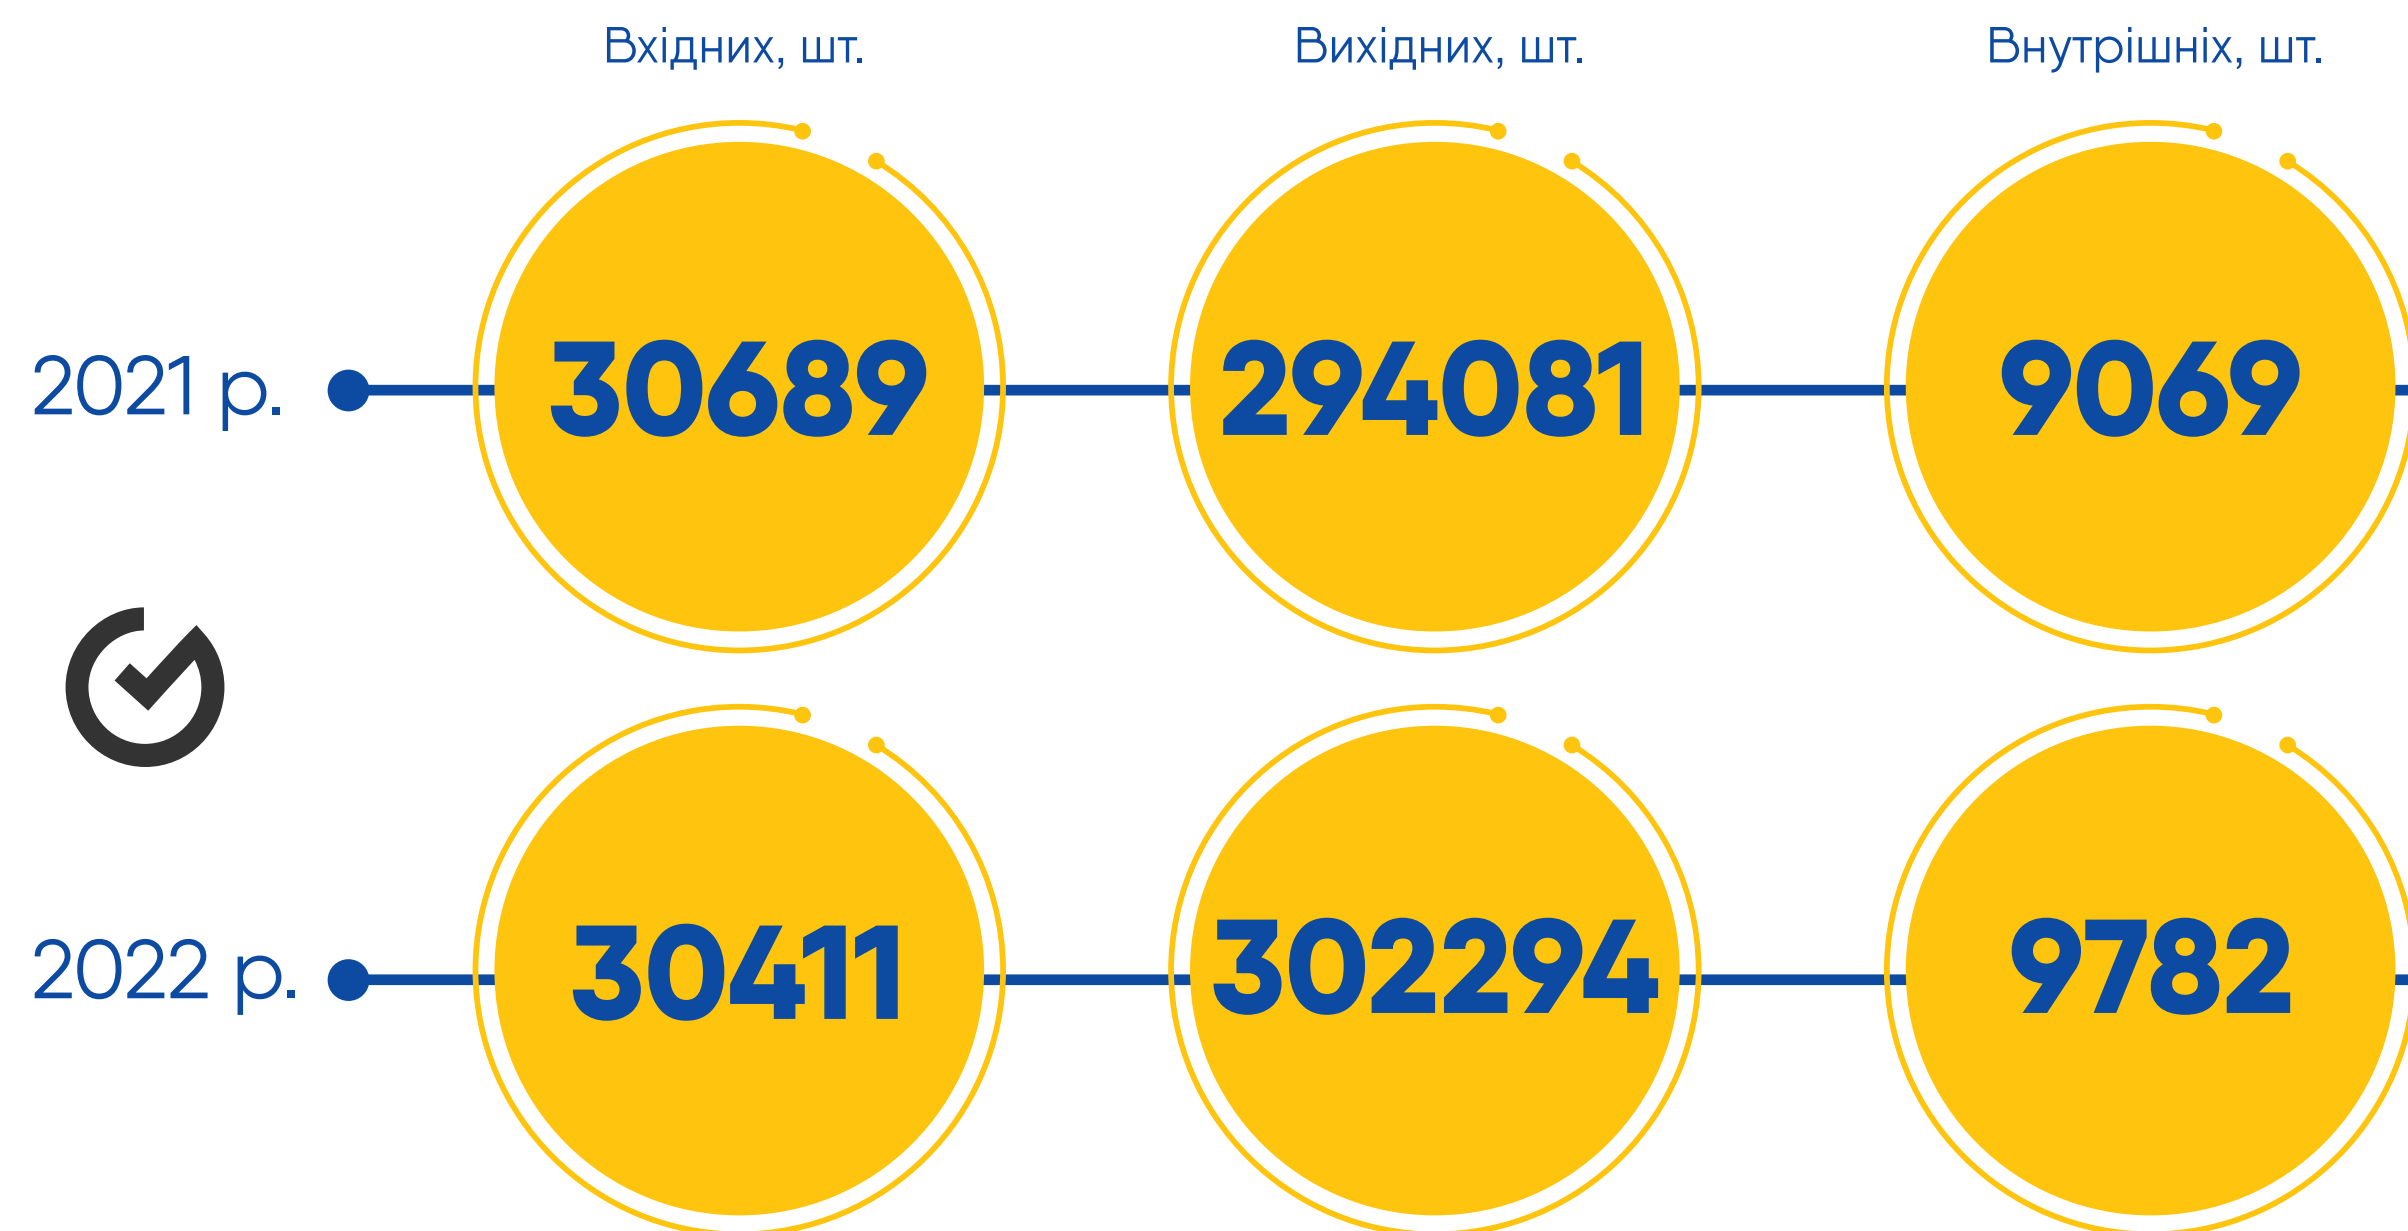 Вхідних, шт. Вихідних, шт. Внутрішніх, шт.
2021 р. 30689 294081 9069
2022 р. 30411 302294 9782